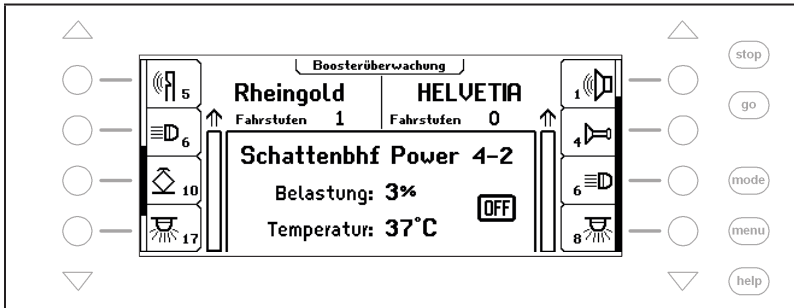 Boosterüberwachung
Rheingold HELVETIA
Fahrstufen 1 Fahrstufen 0
Schattenbhf Power 4-2
Belastung: 3%
OFF
Temperatur: 37°C
5
6
10
17
1
4
6
8
stop
go
mode
menu
help